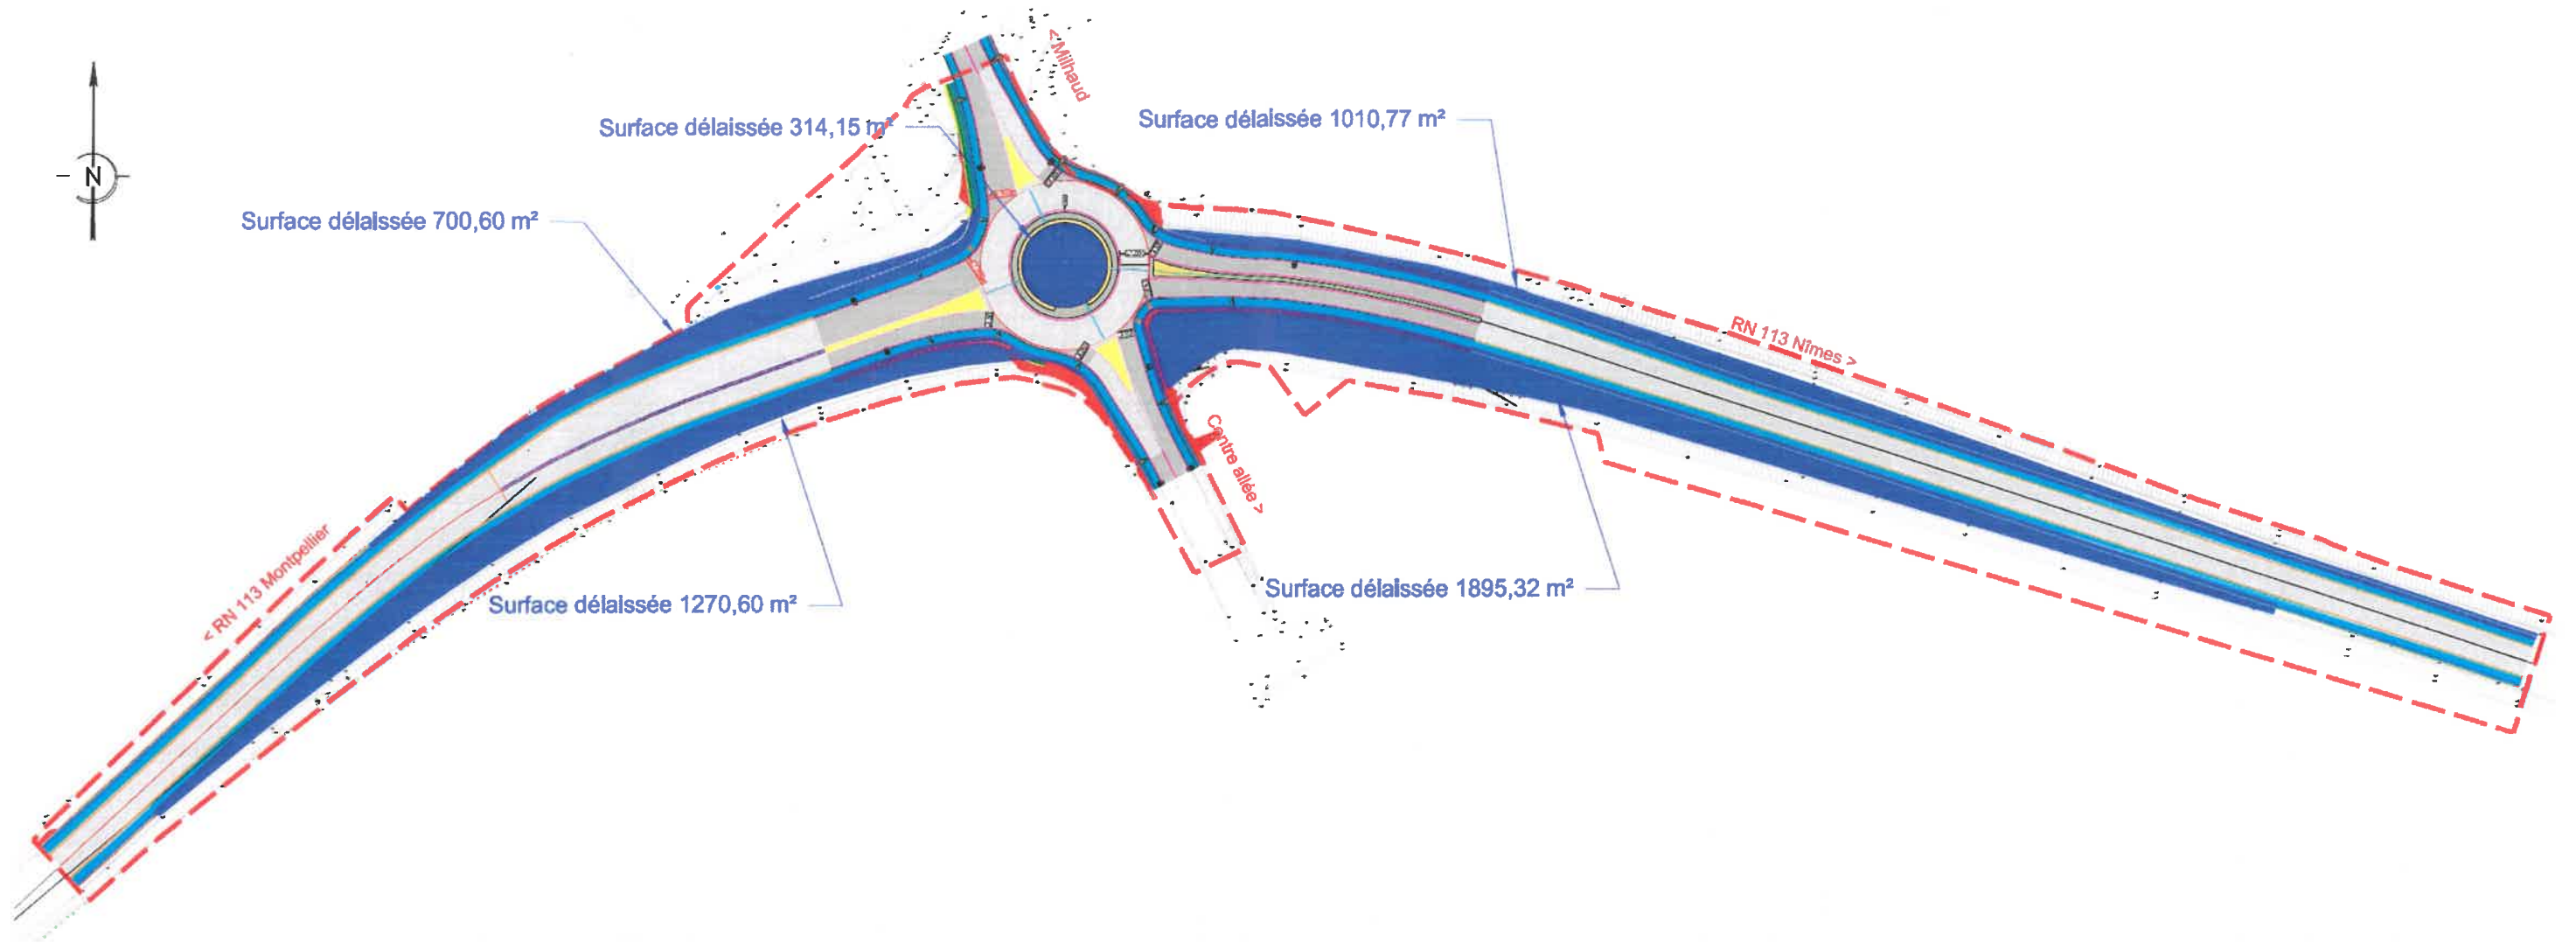 < Milhaud
Surface délaissée 314,15 m²
Surface délaissée 1010,77 m²
N
Surface délaissée 700,60 m²
RN 113 Nîmes >
Centre allée >
< RN 113 Montpellier
Surface délaissée 1270,60 m²
Surface délaissée 1895,32 m²